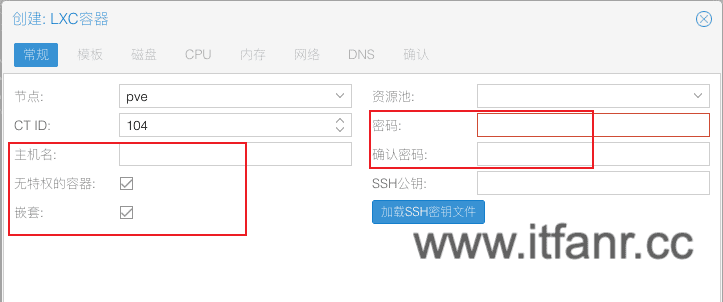 创建: LXC容器
常规 模板 磁盘 CPU 内存 网络 DNS 确认
节点: pve 资源池:
CT ID: 104 密码:
主机名: 确认密码:
无特权的容器: SSH公钥:
嵌套: 加载SSH密钥文件
www.itfanr.cc